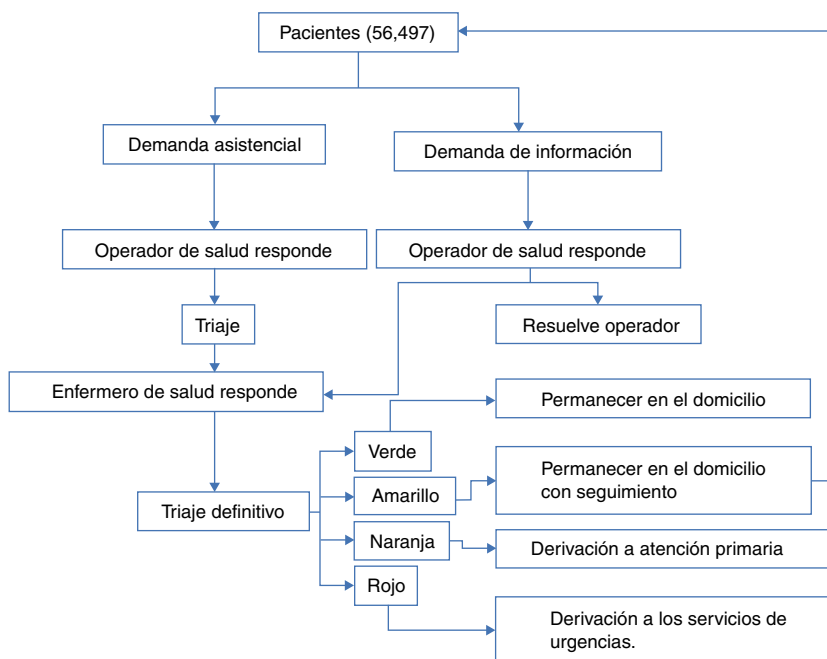 Pacientes (56,497)
Demanda asistencial
Demanda de información
Operador de salud responde
Operador de salud responde
Triaje
Resuelve operador
Enfermero de salud responde
Permanecer en el domicilio
Verde
Permanecer en el domicilio
con seguimiento
Amarillo
Triaje definitivo
Naranja
Derivación a atención primaria
Rojo
Derivación a los servicios de
urgencias.